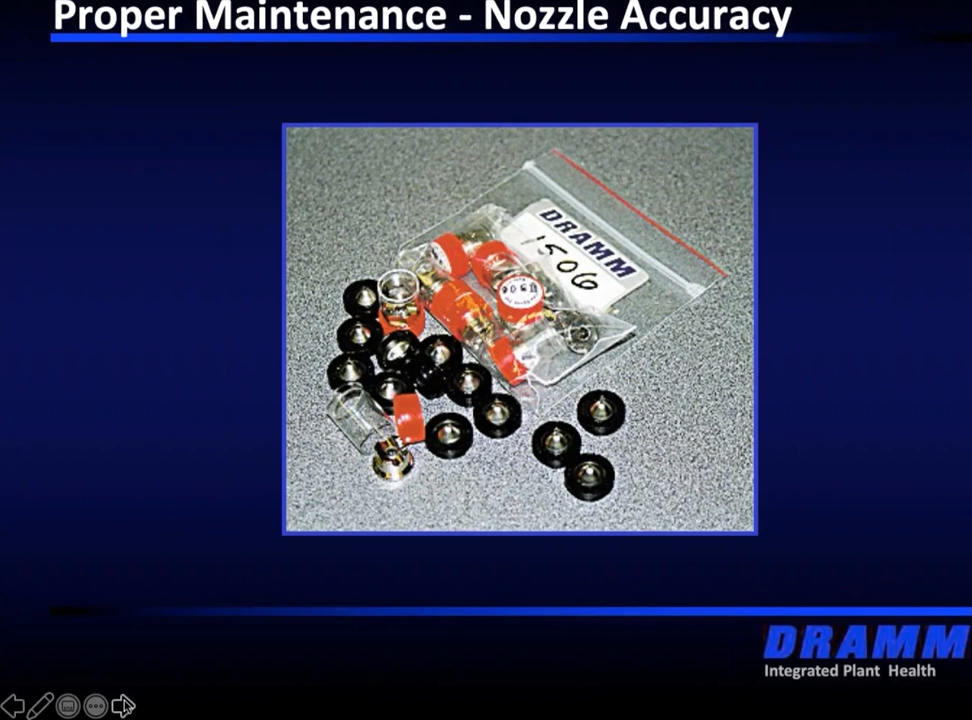 Proper Maintenance - Nozzle Accuracy
DRAMM
1506
DRAMM
Integrated Plant Health